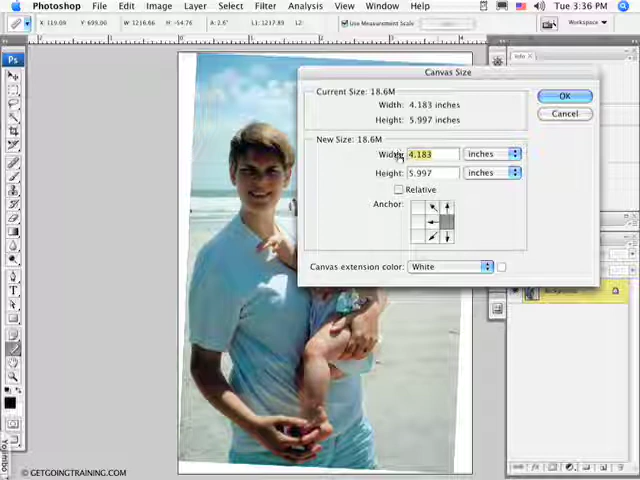 Photoshop File Edit Image Layer Select Filter Analysis View Window Help Tue 3:36 PM
X: 119.09 Y: 699.00 W: 1216.66 H: -54.76 A: 2.6° L1: 1217.89 L2: Use Measurement Scale Workspace
Ps
Info
Canvas Size
Current Size: 18.6M
Width: 4.183 inches
Height: 5.997 inches
OK
Cancel
New Size: 18.6M
Width: 4.183 inches
Height: 5.997 inches
Relative
Anchor:
Canvas extension color: White
Background
© GETGOINGTRAINING.COM